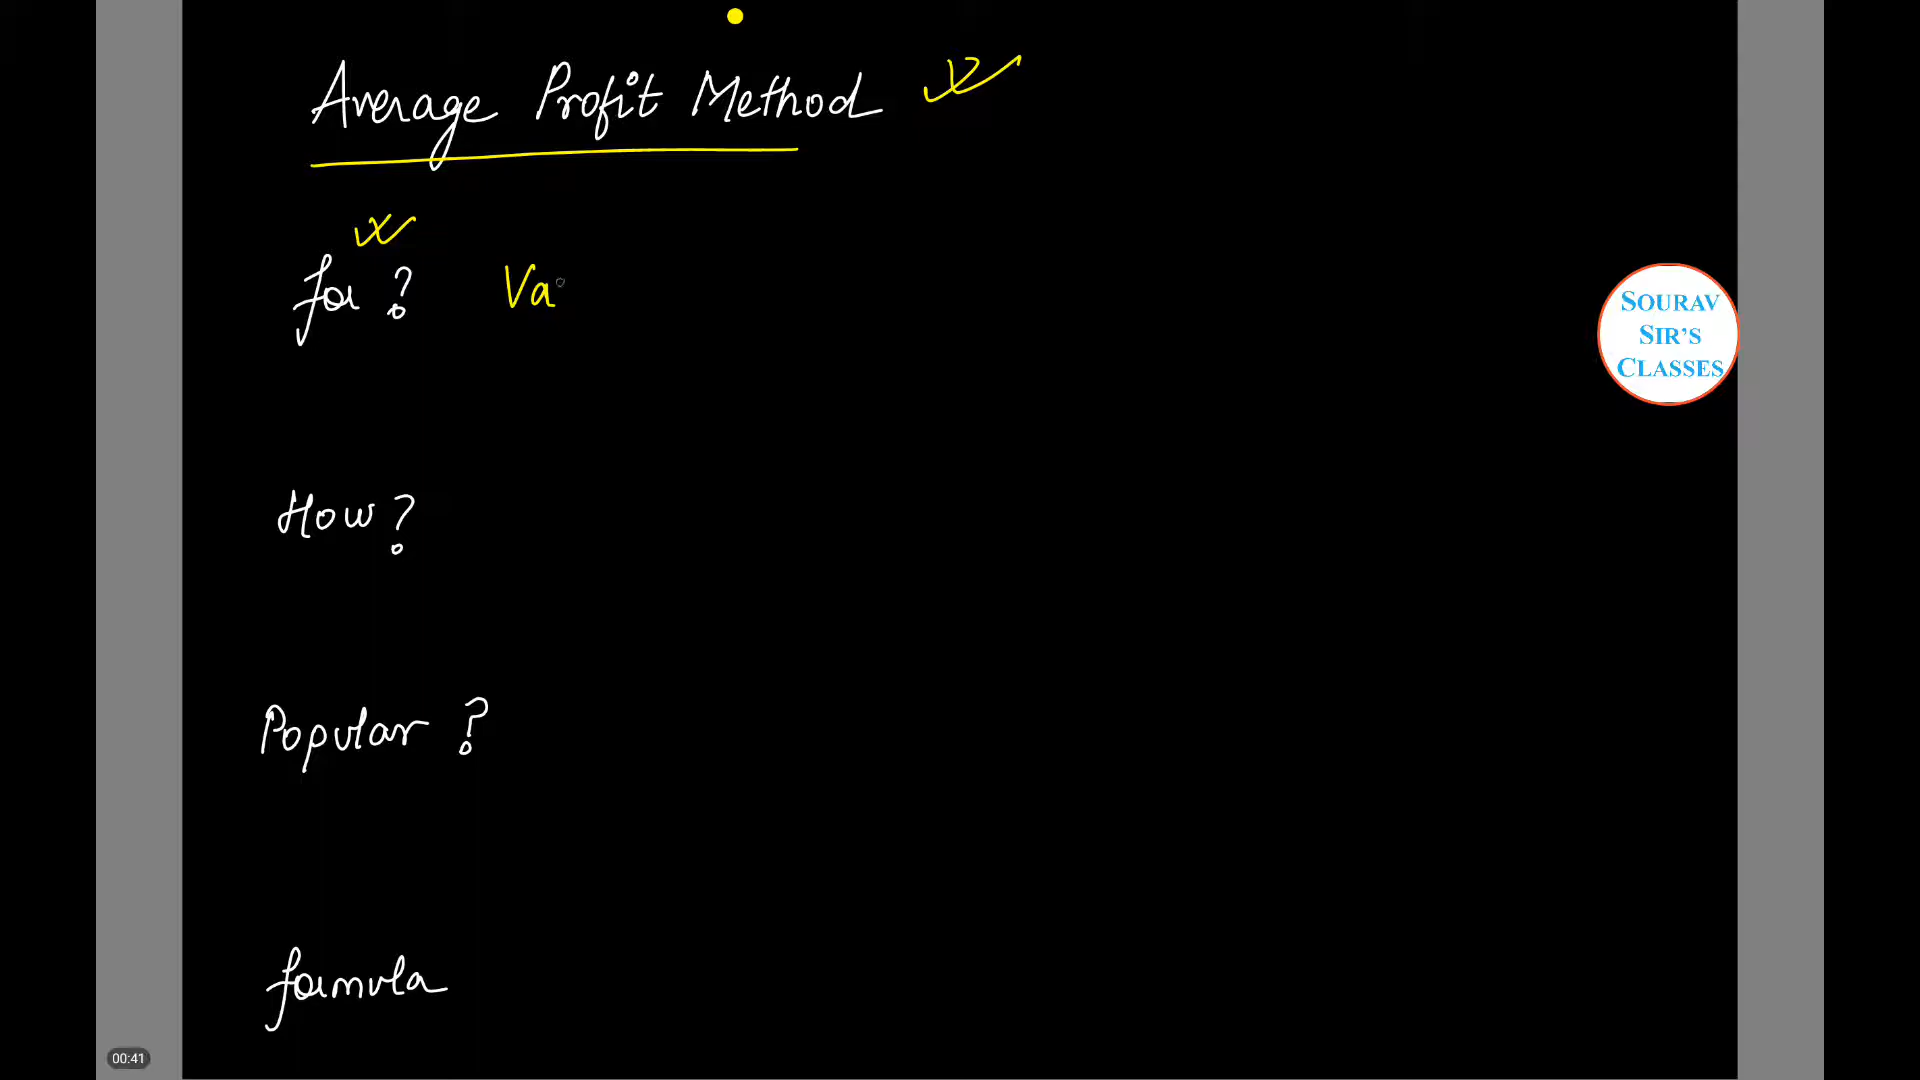 Average Profit Method
for ? Va
How ?
Popular ?
formula
SOURAV
SIR'S
CLASSES
00:41